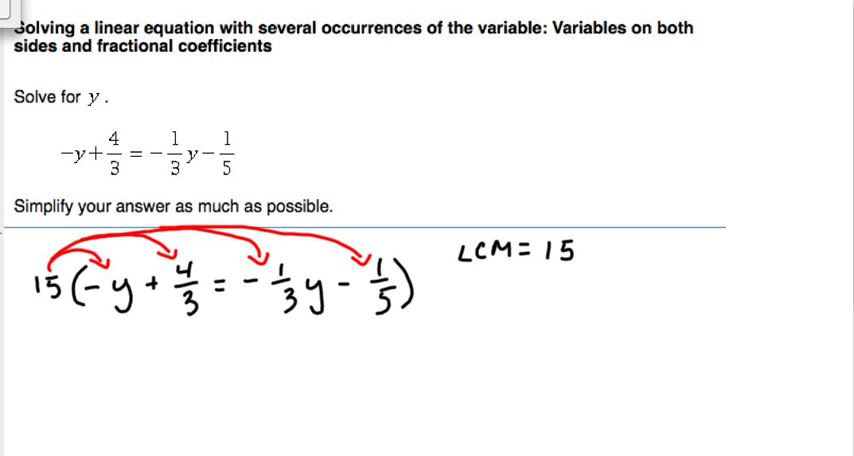 Solving a linear equation with several occurrences of the variable: Variables on both
sides and fractional coefficients
Solve for y.
-y+4/3=-1/3y-1/5
Simplify your answer as much as possible.
15(-y+4/3=-1/3y-1/5) LCM=15